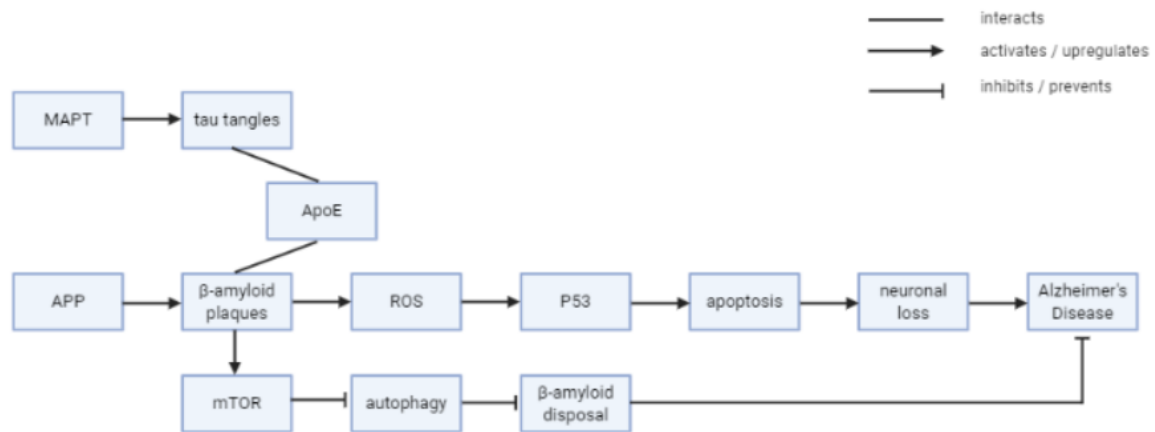 interacts
activates / upregulates
inhibits / prevents
MAPT
tau tangles
ApoE
APP
β-amyloid
plaques
ROS
P53
apoptosis
neuronal
loss
Alzheimer's
Disease
mTOR
autophagy
β-amyloid
disposal